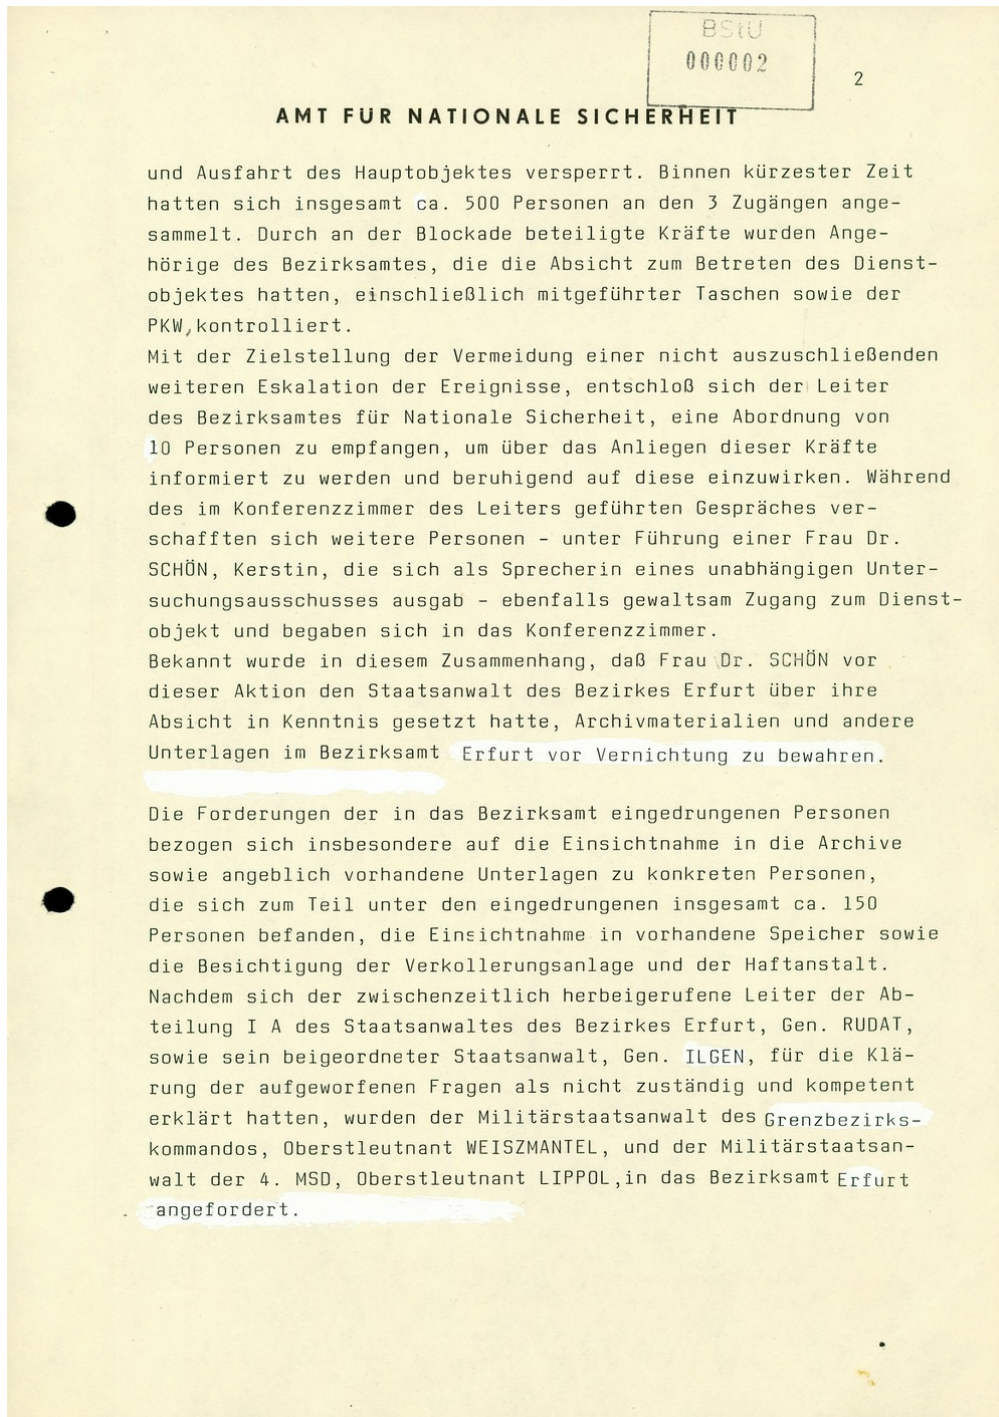 BStU
000002
2
AMT FÜR NATIONALE SICHERHEIT
und Ausfahrt des Hauptobjektes versperrt. Binnen kürzester Zeit
hatten sich insgesamt ca. 500 Personen an den 3 Zugängen ange-
sammelt. Durch an der Blockade beteiligte Kräfte wurden Ange-
hörige des Bezirksamtes, die die Absicht zum Betreten des Dienst-
objektes hatten, einschließlich mitgeführter Taschen sowie der
PKW, kontrolliert.
Mit der Zielstellung der Vermeidung einer nicht auszuschließenden
weiteren Eskalation der Ereignisse, entschloß sich der Leiter
des Bezirksamtes für Nationale Sicherheit, eine Abordnung von
10 Personen zu empfangen, um über das Anliegen dieser Kräfte
informiert zu werden und beruhigend auf diese einzuwirken. Während
des im Konferenzzimmer des Leiters geführten Gespräches ver-
schafften sich weitere Personen - unter Führung einer Frau Dr.
SCHÖN, Kerstin, die sich als Sprecherin eines unabhängigen Unter-
suchungsausschusses ausgab - ebenfalls gewaltsam Zugang zum Dienst-
objekt und begaben sich in das Konferenzzimmer.
Bekannt wurde in diesem Zusammenhang, daß Frau Dr. SCHÖN vor
dieser Aktion den Staatsanwalt des Bezirkes Erfurt über ihre
Absicht in Kenntnis gesetzt hatte, Archivmaterialien und andere
Unterlagen im Bezirksamt Erfurt vor Vernichtung zu bewahren.
Die Forderungen der in das Bezirksamt eingedrungenen Personen
bezogen sich insbesondere auf die Einsichtnahme in die Archive
sowie angeblich vorhandene Unterlagen zu konkreten Personen,
die sich zum Teil unter den eingedrungenen insgesamt ca. 150
Personen befanden, die Einsichtnahme in vorhandene Speicher sowie
die Besichtigung der Verkollerungsanlage und der Haftanstalt.
Nachdem sich der zwischenzeitlich herbeigerufene Leiter der Ab-
teilung I A des Staatsanwaltes des Bezirkes Erfurt, Gen. RUDAT,
sowie sein beigeordneter Staatsanwalt, Gen. ILGEN, für die Klä-
rung der aufgeworfenen Fragen als nicht zuständig und kompetent
erklärt hatten, wurden der Militärstaatsanwalt des Grenzbezirks-
kommandos, Oberstleutnant WEISZMANTEL, und der Militärstaatsan-
walt der 4. MSD, Oberstleutnant LIPPOL,in das Bezirksamt Erfurt
angefordert.